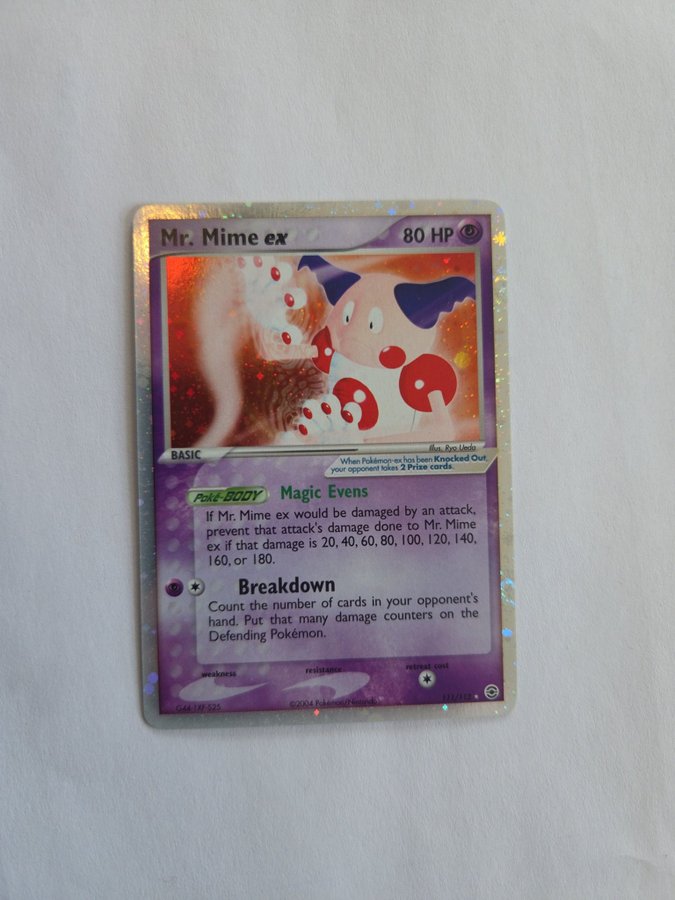 Mr. Mime ex 80 HP
BASIC
Illus. Ryo Ueda
When Pokémon-ex has been Knocked Out,
your opponent takes 2 Prize cards.
Poké-BODY Magic Evens
If Mr. Mime ex would be damaged by an attack,
prevent that attack's damage done to Mr. Mime
ex if that damage is 20, 40, 60, 80, 100, 120, 140,
160, or 180.
Breakdown
Count the number of cards in your opponent's
hand. Put that many damage counters on the
Defending Pokémon.
weakness resistance retreat cost
©2004 Pokémon/Nintendo